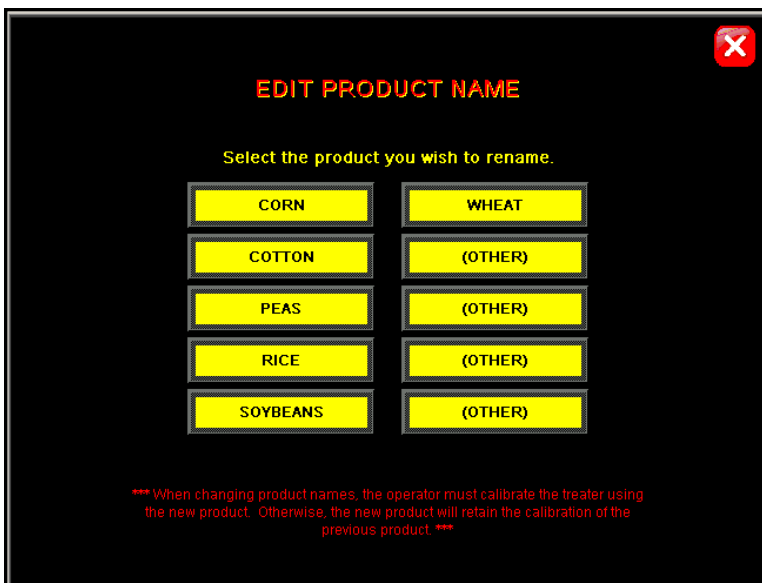 EDIT PRODUCT NAME
Select the product you wish to rename.
CORN
WHEAT
COTTON
(OTHER)
PEAS
(OTHER)
RICE
(OTHER)
SOYBEANS
(OTHER)
*** When changing product names, the operator must calibrate the treater using
the new product. Otherwise, the new product will retain the calibration of the
previous product. ***